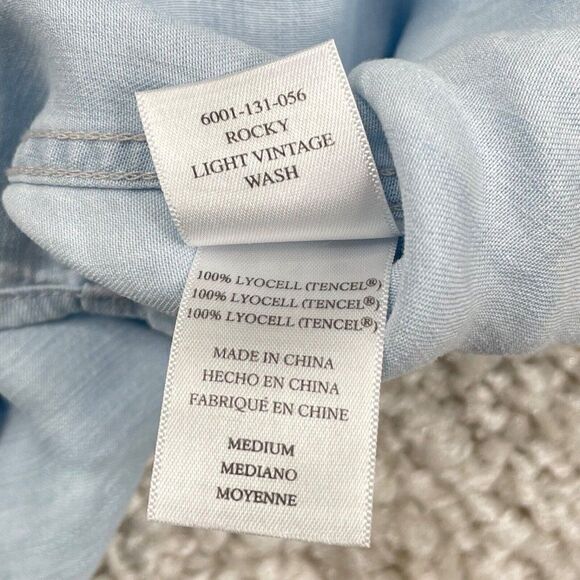 6001-131-056
ROCKY
LIGHT VINTAGE
WASH
100% LYOCELL (TENCEL®)
100% LYOCELL (TENCEL®)
100% LYOCELL (TENCEL®)
MADE IN CHINA
HECHO EN CHINA
FABRIQUÉ EN CHINE
MEDIUM
MEDIANO
MOYENNE